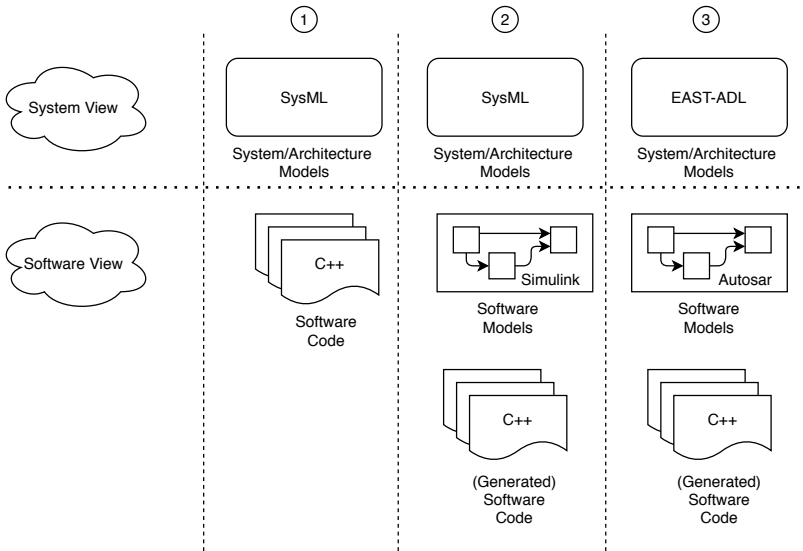 1
2
3
System View
SysML
System/Architecture
Models
SysML
System/Architecture
Models
EAST-ADL
System/Architecture
Models
Software View
C++
Software
Code
Simulink
Software
Models
Autosar
Software
Models
C++
(Generated)
Software
Code
C++
(Generated)
Software
Code